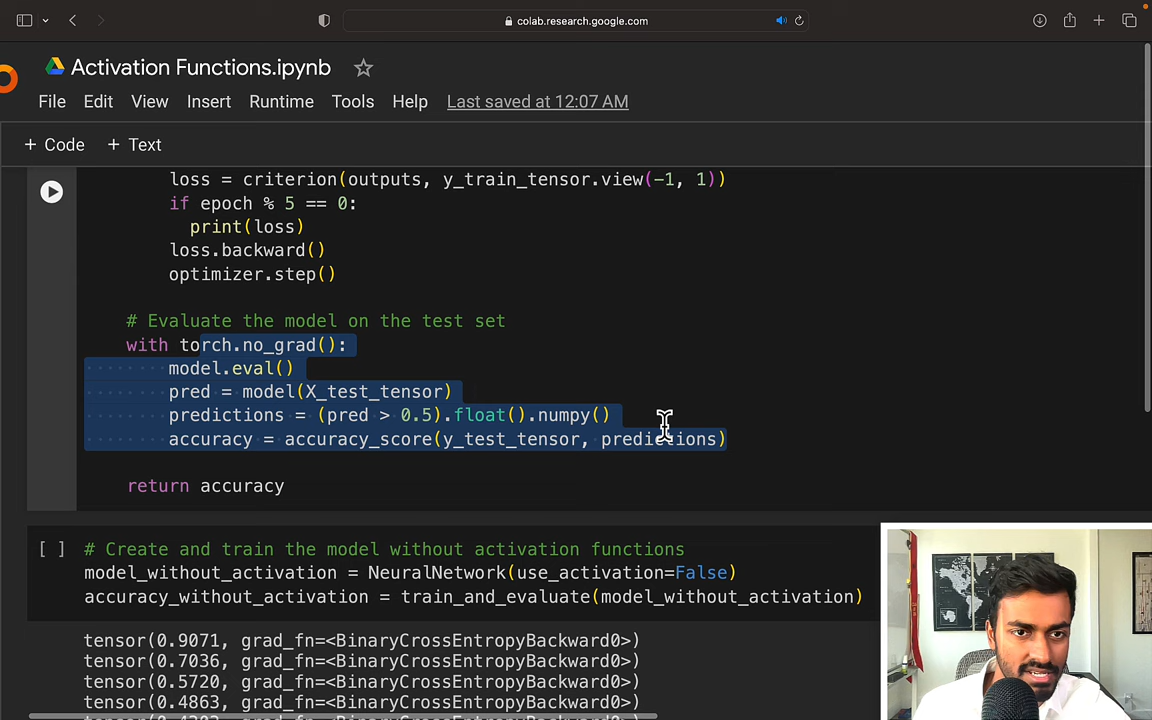 colab.research.google.com
Activation Functions.ipynb
File Edit View Insert Runtime Tools Help Last saved at 12:07 AM
+ Code + Text
loss = criterion(outputs, y_train_tensor.view(-1, 1))
if epoch % 5 == 0:
print(loss)
loss.backward()
optimizer.step()
# Evaluate the model on the test set
with torch.no_grad():
model.eval()
pred = model(X_test_tensor)
predictions = (pred > 0.5).float().numpy()
accuracy = accuracy_score(y_test_tensor, predictions)
return accuracy
[ ] # Create and train the model without activation functions
model_without_activation = NeuralNetwork(use_activation=False)
accuracy_without_activation = train_and_evaluate(model_without_activation)
tensor(0.9071, grad_fn=<BinaryCrossEntropyBackward0>)
tensor(0.7036, grad_fn=<BinaryCrossEntropyBackward0>)
tensor(0.5720, grad_fn=<BinaryCrossEntropyBackward0>)
tensor(0.4863, grad_fn=<BinaryCrossEntropyBackward0>)